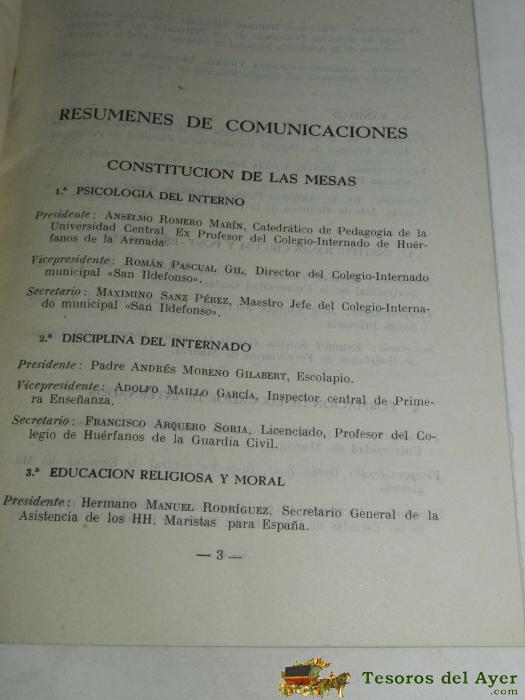 RESUMENES DE COMUNICACIONES
CONSTITUCION DE LAS MESAS
1.ª PSICOLOGIA DEL INTERNO
Presidente: ANSELMO ROMERO MARÍN, Catedrático de Pedagogía de la
Universidad Central. Ex Profesor del Colegio-Internado de Huér-
fanos de la Armada.
Vicepresidente: ROMÁN PASCUAL GIL, Director del Colegio-Internado
municipal «San Ildefonso».
Secretario: MAXIMINO SANZ PÉREZ, Maestro Jefe del Colegio-Interna-
do municipal «San Ildefonso».
2.ª DISCIPLINA DEL INTERNADO
Presidente: Padre ANDRÉS MORENO GILABERT, Escolapio.
Vicepresidente: ADOLFO MAILLO GARCÍA, Inspector central de Prime-
ra Enseñanza.
Secretario: FRANCISCO ARQUERO SORIA, Licenciado, Profesor del Co-
legio de Huérfanos de la Guardia Civil.
3.ª EDUCACION RELIGIOSA Y MORAL
Presidente: Hermano MANUEL RODRÍGUEZ, Secretario General de la
Asistencia de los HH. Maristas para España.
— 3 —
Tesoros del Ayer
.com